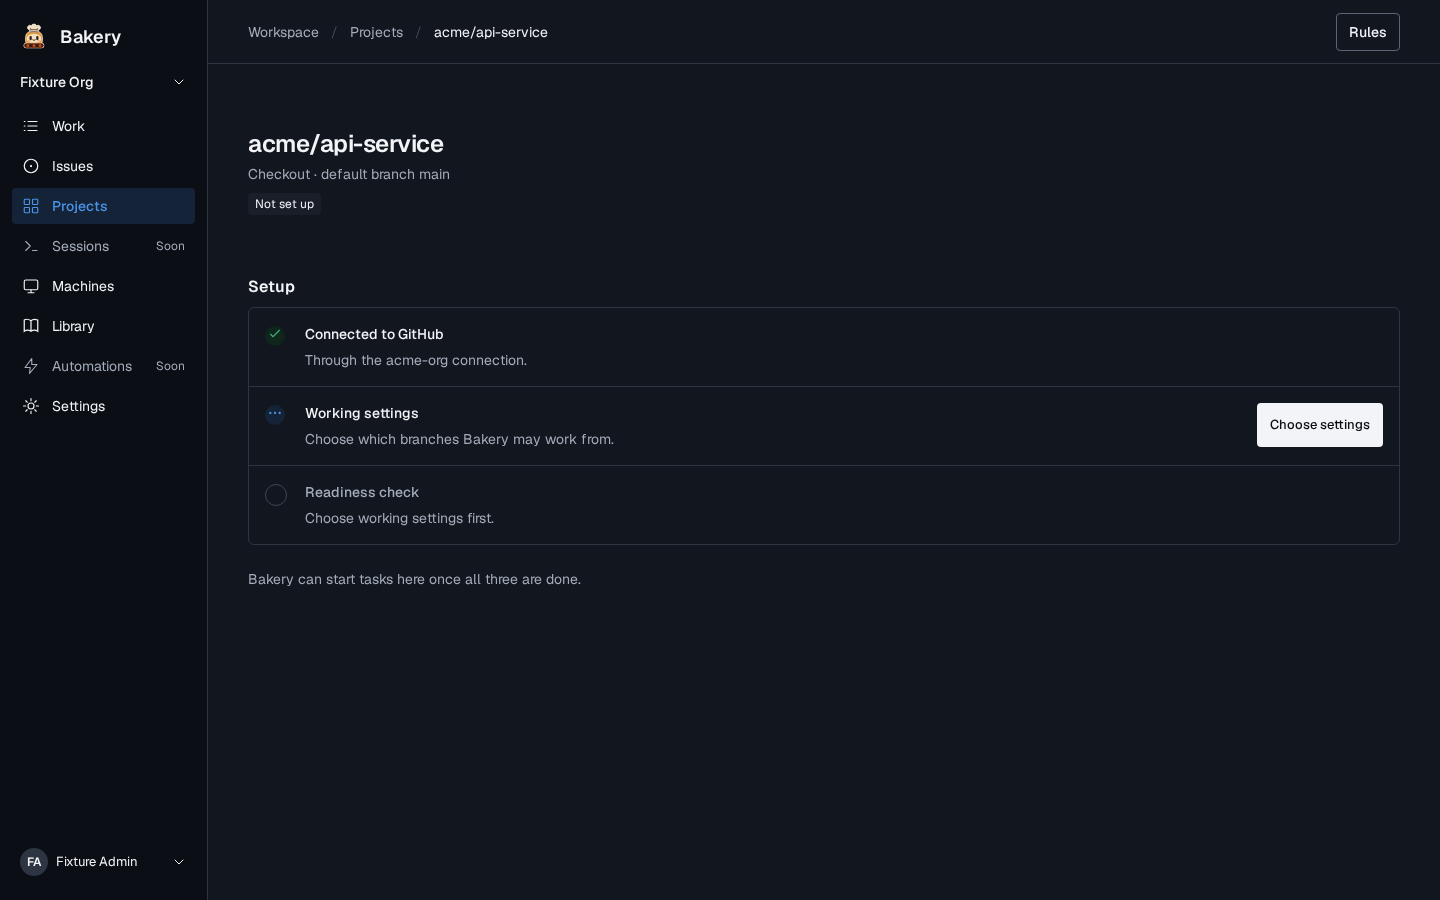 Bakery
Fixture Org
Work
Issues
Projects
Sessions Soon
Machines
Library
Automations Soon
Settings
FA Fixture Admin
Workspace / Projects / acme/api-service
Rules
acme/api-service
Checkout · default branch main
Not set up
Setup
Connected to GitHub
Through the acme-org connection.
Working settings
Choose which branches Bakery may work from.
Choose settings
Readiness check
Choose working settings first.
Bakery can start tasks here once all three are done.